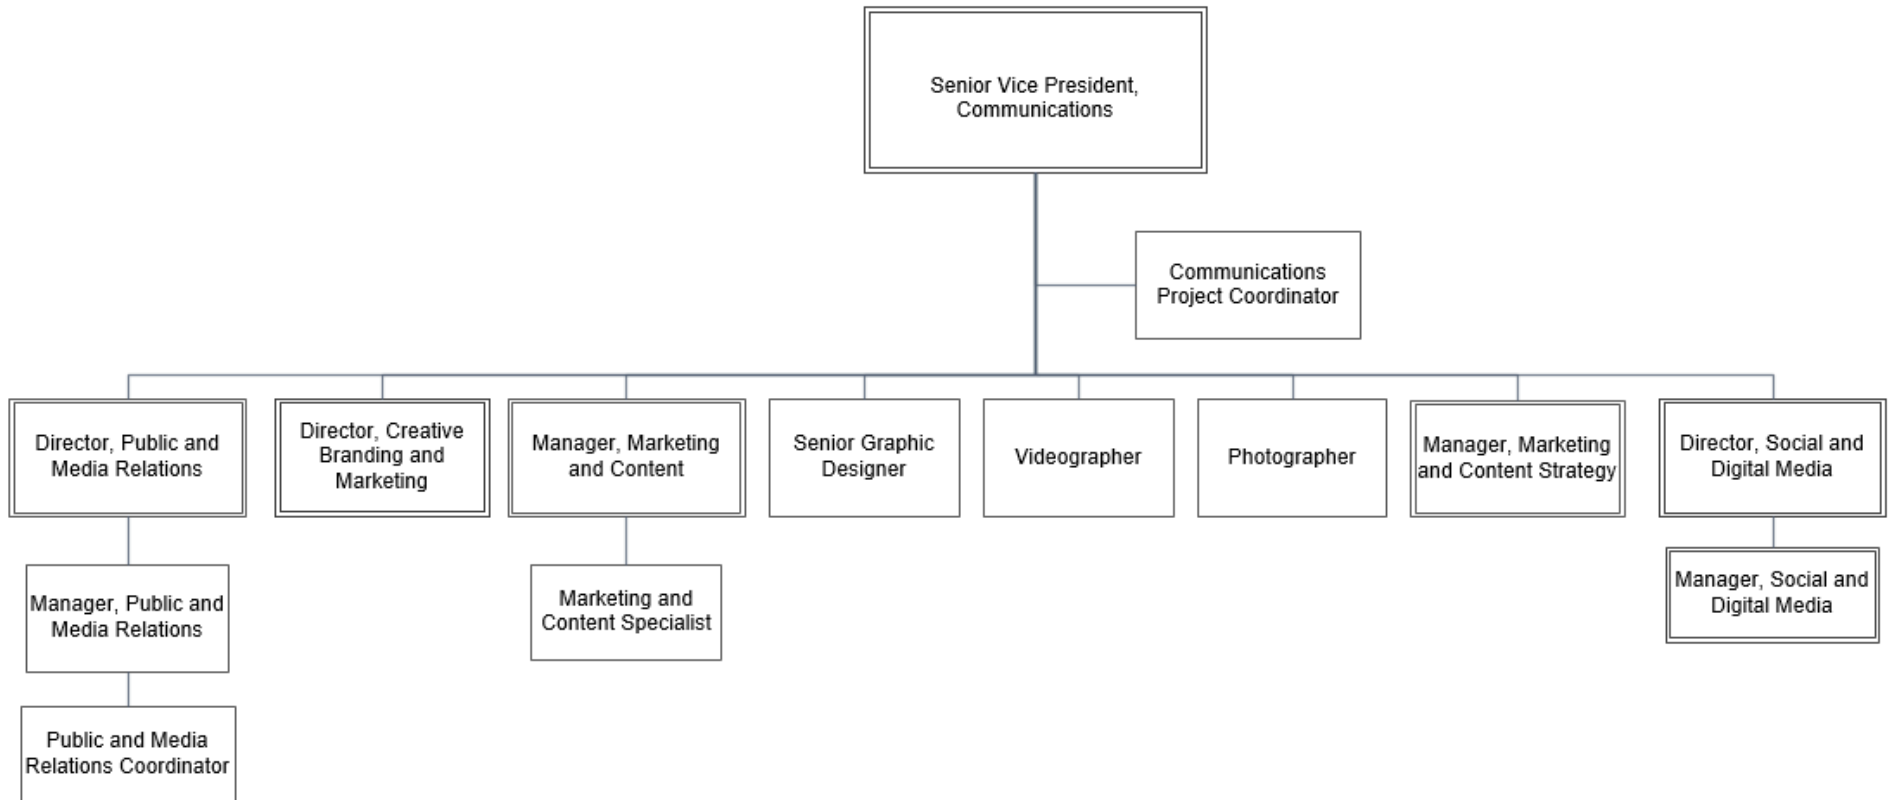 Senior Vice President,
Communications
Communications
Project Coordinator
Director, Public and
Media Relations
Director, Creative
Branding and
Marketing
Manager, Marketing
and Content
Senior Graphic
Designer
Videographer
Photographer
Manager, Marketing
and Content Strategy
Director, Social and
Digital Media
Manager, Public and
Media Relations
Marketing and
Content Specialist
Manager, Social and
Digital Media
Public and Media
Relations Coordinator